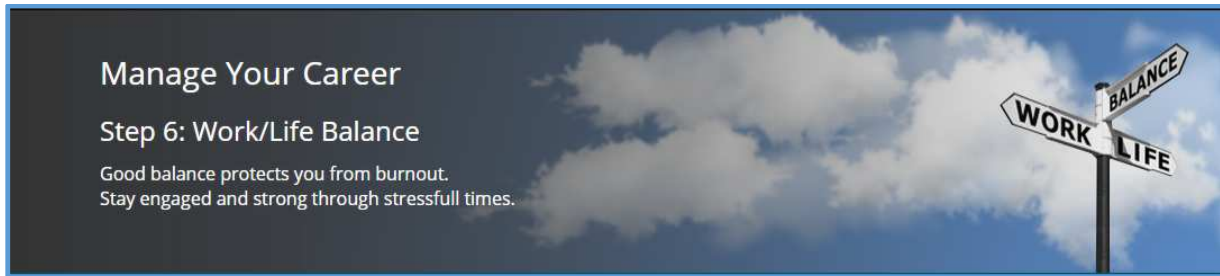 Manage Your Career
Step 6: Work/Life Balance
Good balance protects you from burnout.
Stay engaged and strong through stressfull times.
BALANCE
WORK
LIFE